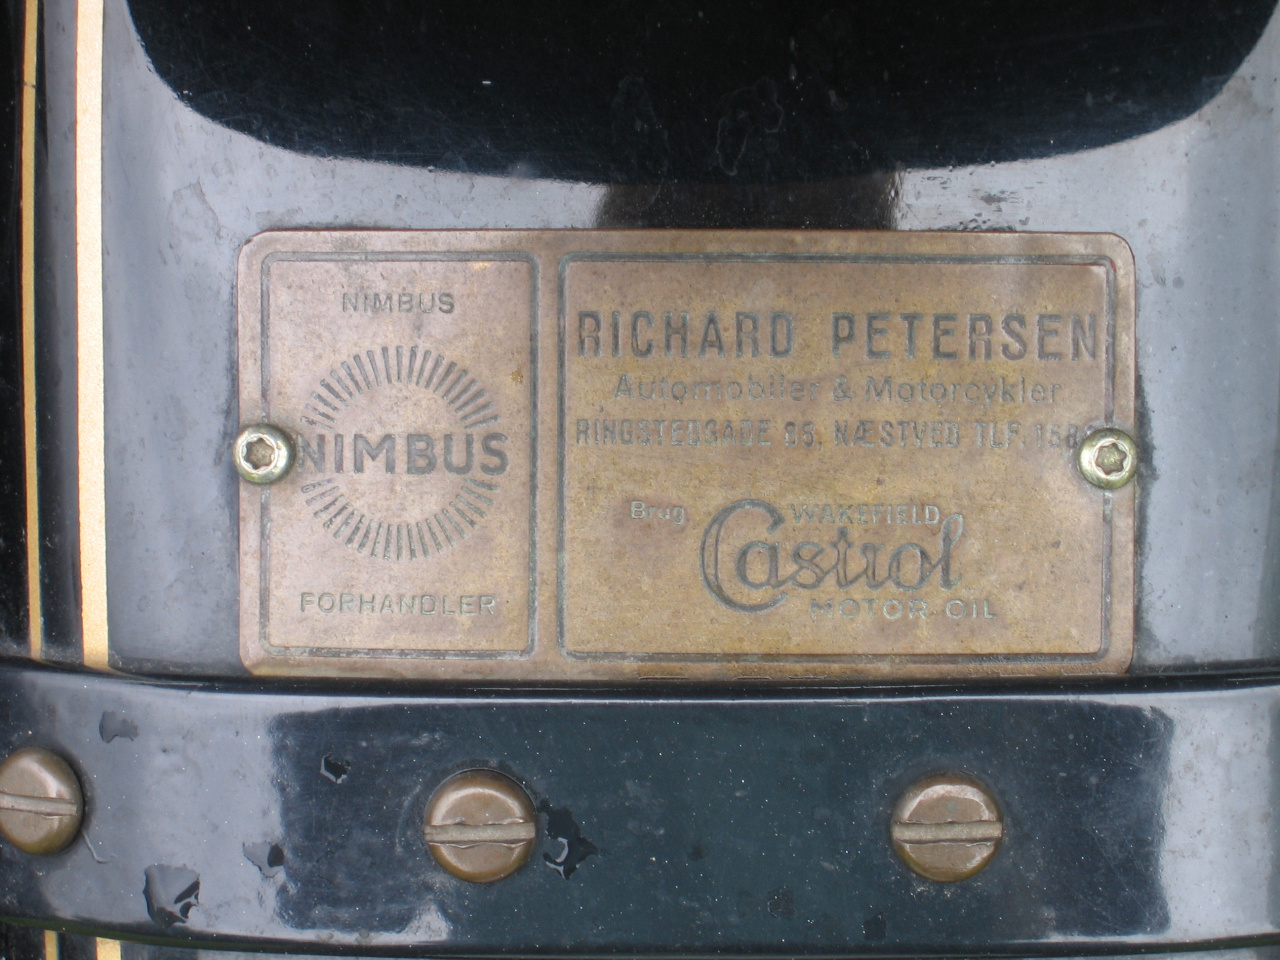 NIMBUS
NIMBUS
FORHANDLER
RICHARD PETERSEN
Automobiler & Motorcykler
RINGSTEDGADE 95. NÆSTVED TLF.
Brug WAKEFIELD
Castrol
MOTOR OIL